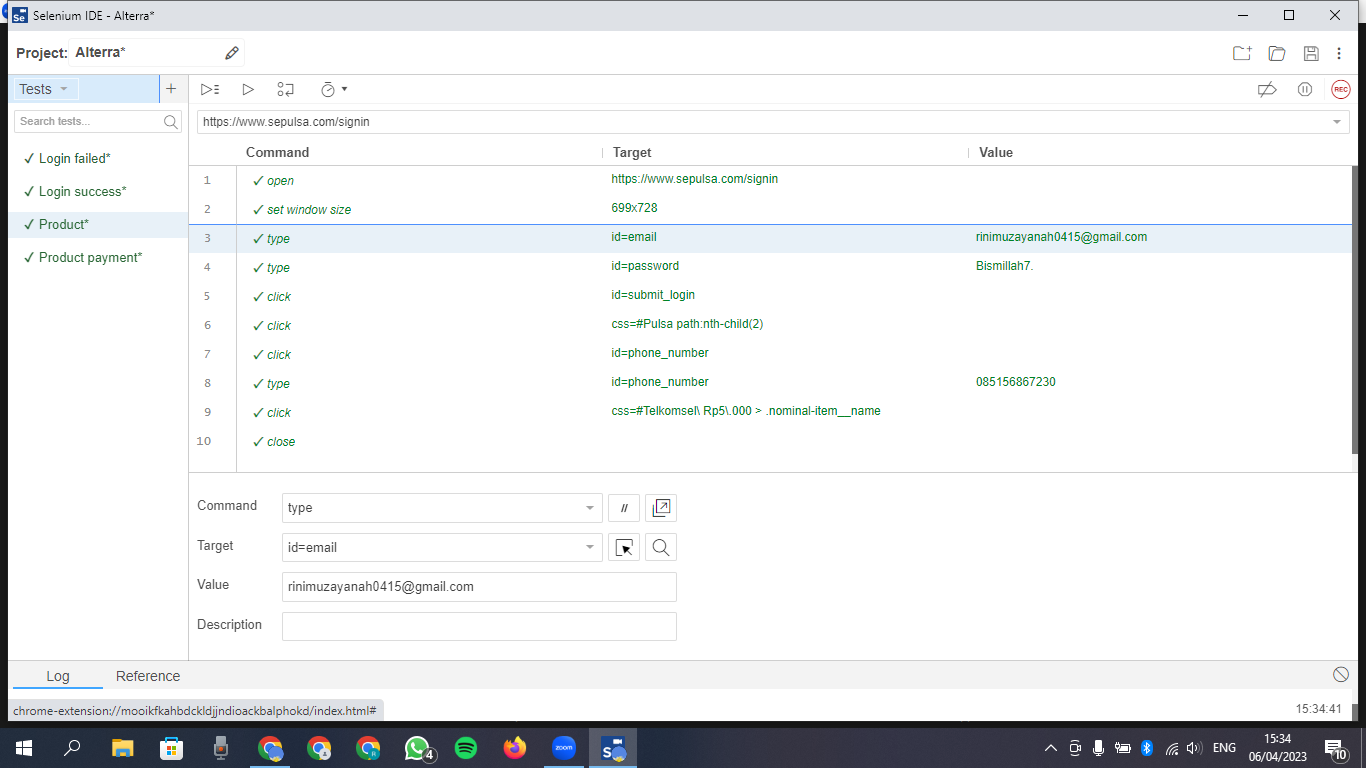 Selenium IDE - Alterra*
Project: Alterra*
Tests
Search tests...
✓ Login failed*
✓ Login success*
✓ Product*
✓ Product payment*
REC
https://www.sepulsa.com/signin
Command Target Value
1 ✓ open https://www.sepulsa.com/signin
2 ✓ set window size 699x728
3 ✓ type id=email rinimuzayanah0415@gmail.com
4 ✓ type id=password Bismillah7.
5 ✓ click id=submit_login
6 ✓ click css=#Pulsa path:nth-child(2)
7 ✓ click id=phone_number
8 ✓ type id=phone_number 085156867230
9 ✓ click css=#Telkomsel\ Rp5\.000 > .nominal-item__name
10 ✓ close
Command type //
Target id=email
Value rinimuzayanah0415@gmail.com
Description
Log Reference
chrome-extension://mooikfkahbdckldjjndioackbalphokd/index.html#
15:34:41
4
zoom
Se
ENG
15:34
06/04/2023
10